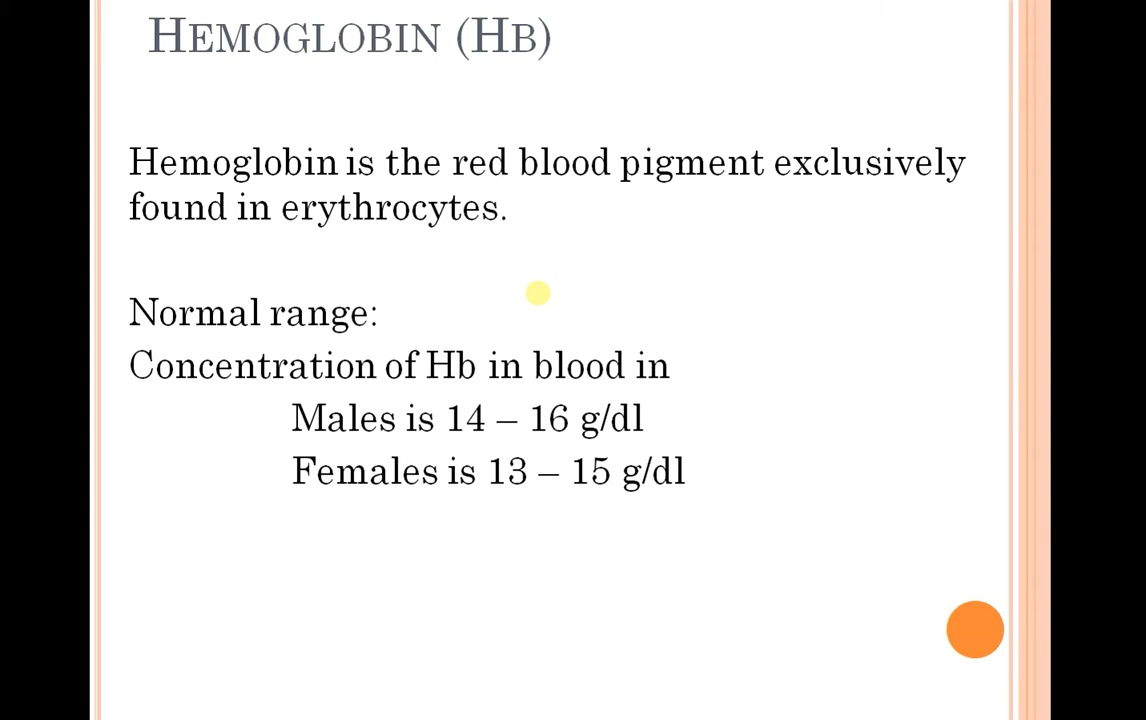 HEMOGLOBIN (HB)
Hemoglobin is the red blood pigment exclusively
found in erythrocytes.
Normal range:
Concentration of Hb in blood in
Males is 14 – 16 g/dl
Females is 13 – 15 g/dl